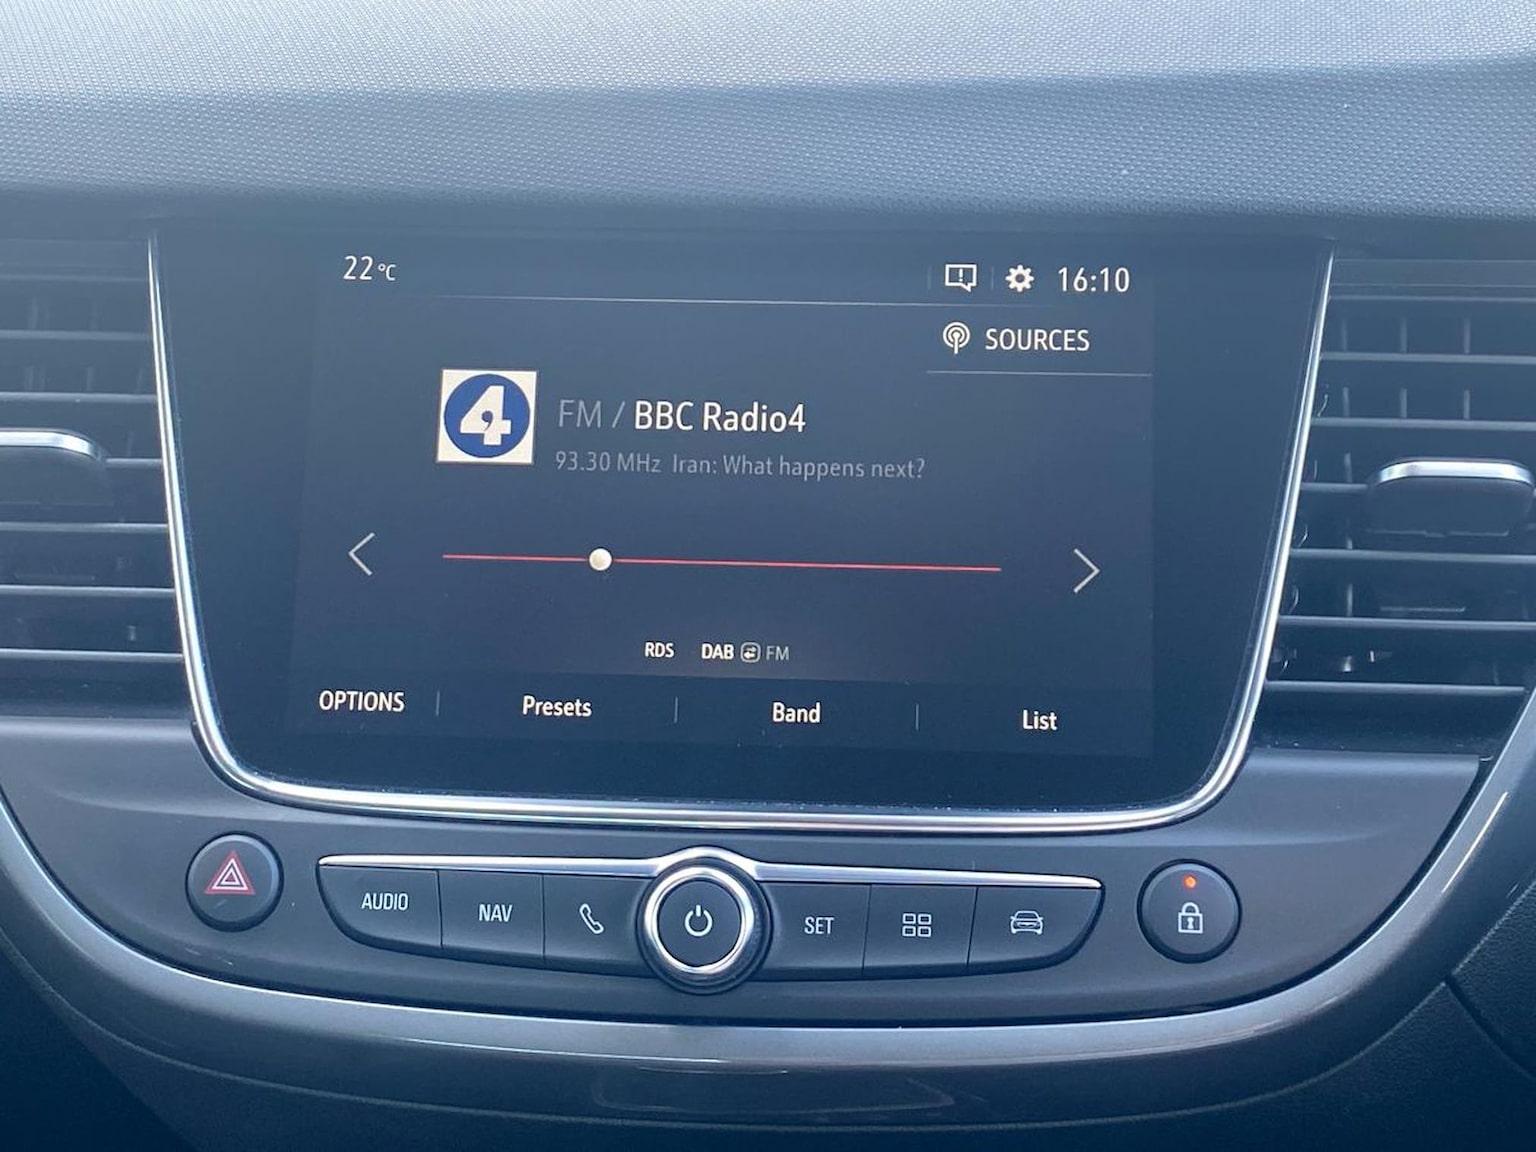 22 °C
16:10
SOURCES
4
FM / BBC Radio4
93.30 MHz Iran: What happens next?
RDS DAB FM
OPTIONS Presets Band List
AUDIO NAV SET